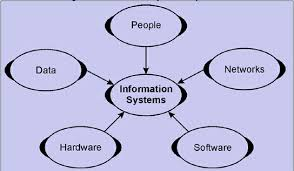 People
Data
Networks
Information
Systems
Hardware
Software